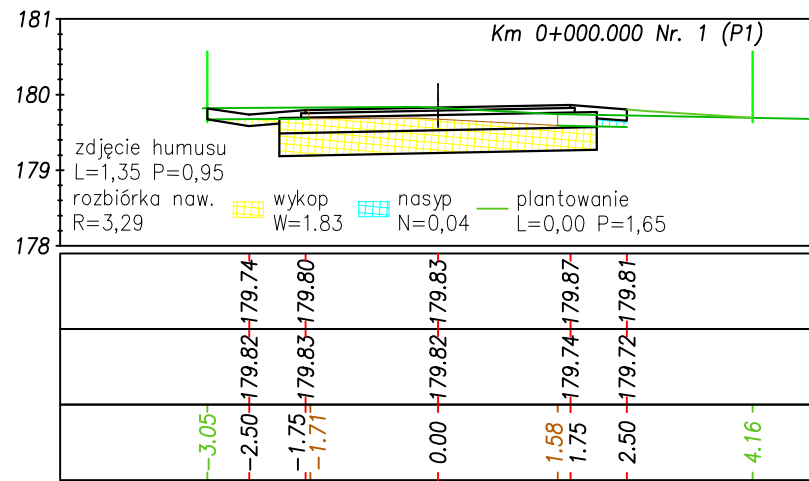 181
Km 0+000.000 Nr. 1 (P1)
180
179
178
zdjęcie humusu
L=1,35 P=0,95
rozbiórka naw.
R=3,29
wykop
W=1.83
nasyp
N=0,04
plantowanie
L=0,00 P=1,65
179.74 179.80 179.83 179.87 179.81
179.82 179.83 179.82 179.74 179.72
-3.05 -2.50 -1.75 -1.71 0.00 1.58 1.75 2.50 4.16